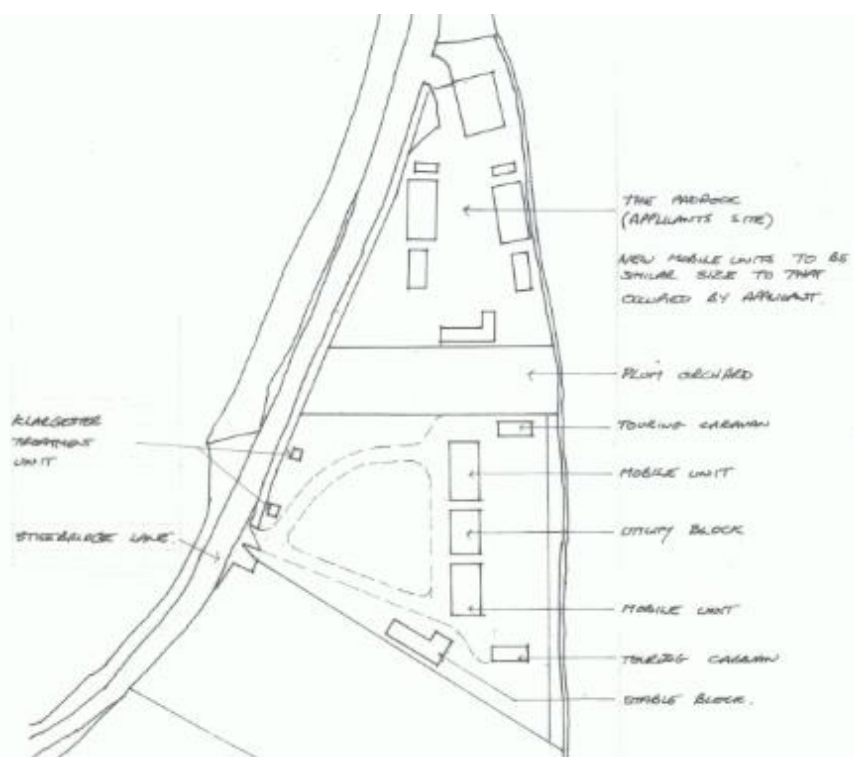 THE PADDOCK
(APPLICANTS SITE)
NEW MOBILE UNITS TO BE
SIMILAR SIZE TO THAT
OCCUPIED BY APPLICANT.
PLUM ORCHARD
TOURING CARAVAN
MOBILE UNIT
UTILITY BLOCK
MOBILE UNIT
TOURING CARAVAN
STABLE BLOCK.
KLARGESTER
TREATMENT
UNIT
LANE